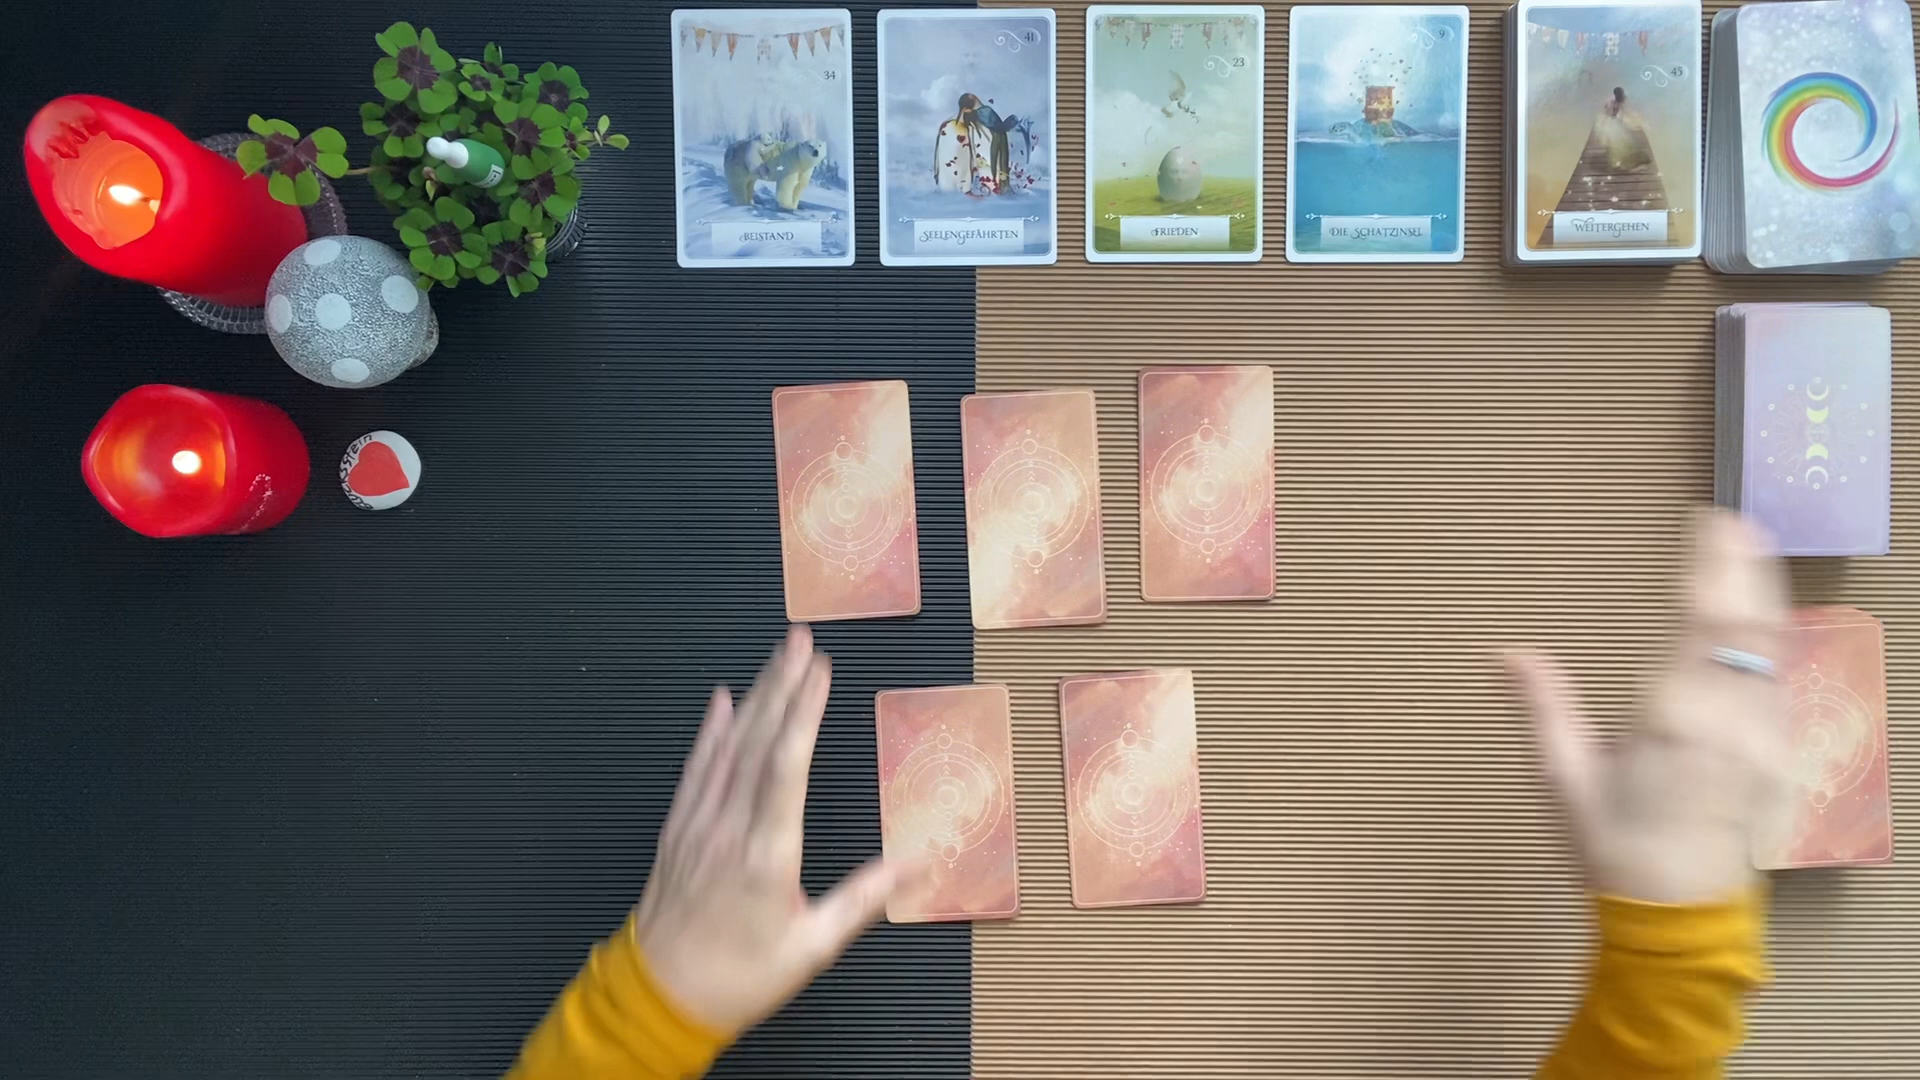 34
BEISTAND
41
SEELENGEFÄHRTEN
23
FRIEDEN
9
DIE SCHATZINSEL
45
WEITERGEHEN